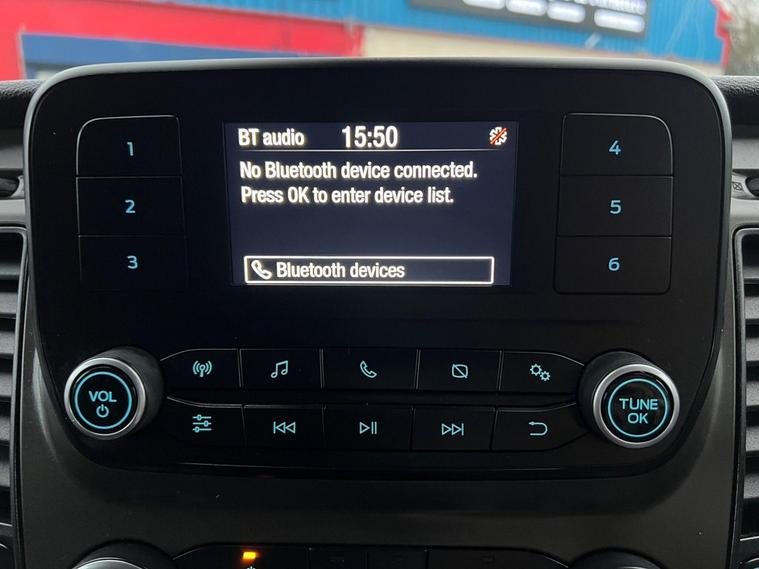 BT audio 15:50
No Bluetooth device connected.
Press OK to enter device list.
Bluetooth devices
1
2
3
4
5
6
VOL
TUNE
OK